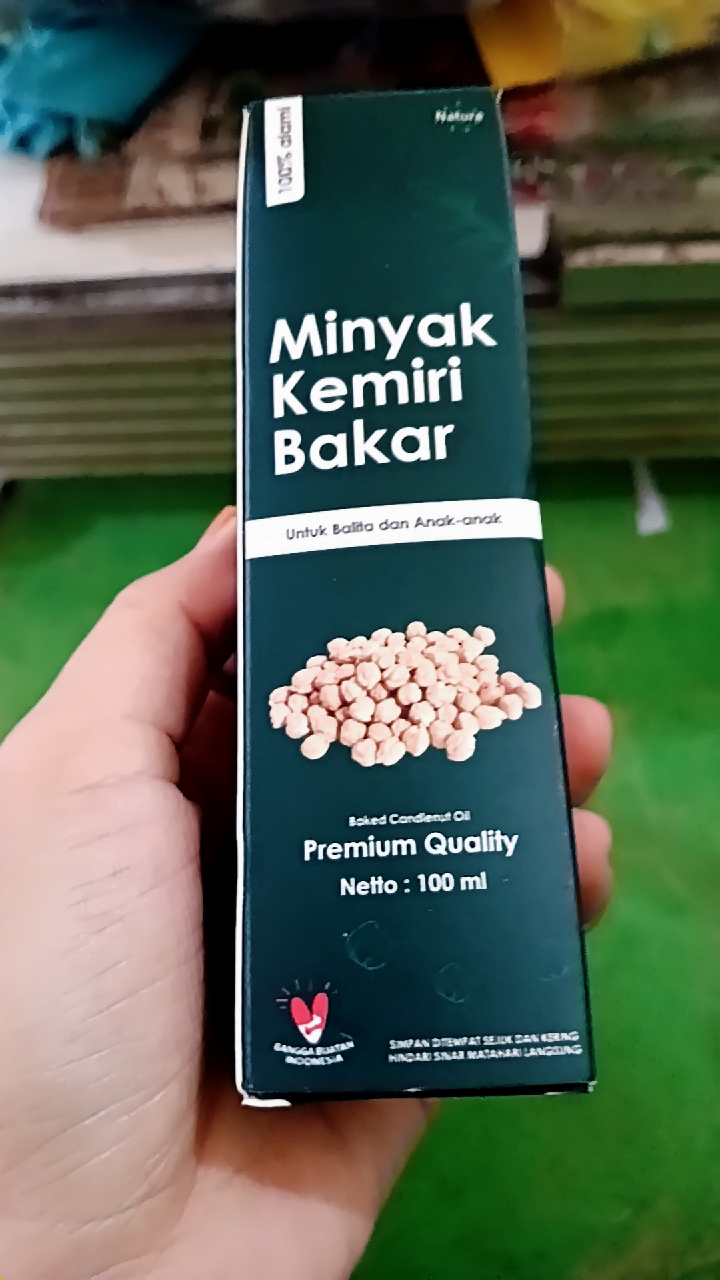 100% alami
Nature
Minyak
Kemiri
Bakar
Untuk Balita dan Anak-anak
Baked Candlenut Oil
Premium Quality
Netto : 100 ml
BANGGA BUATAN
INDONESIA
SIMPAN DITEMPAT SEJUK DAN KERING
HINDARI SINAR MATAHARI LANGSUNG